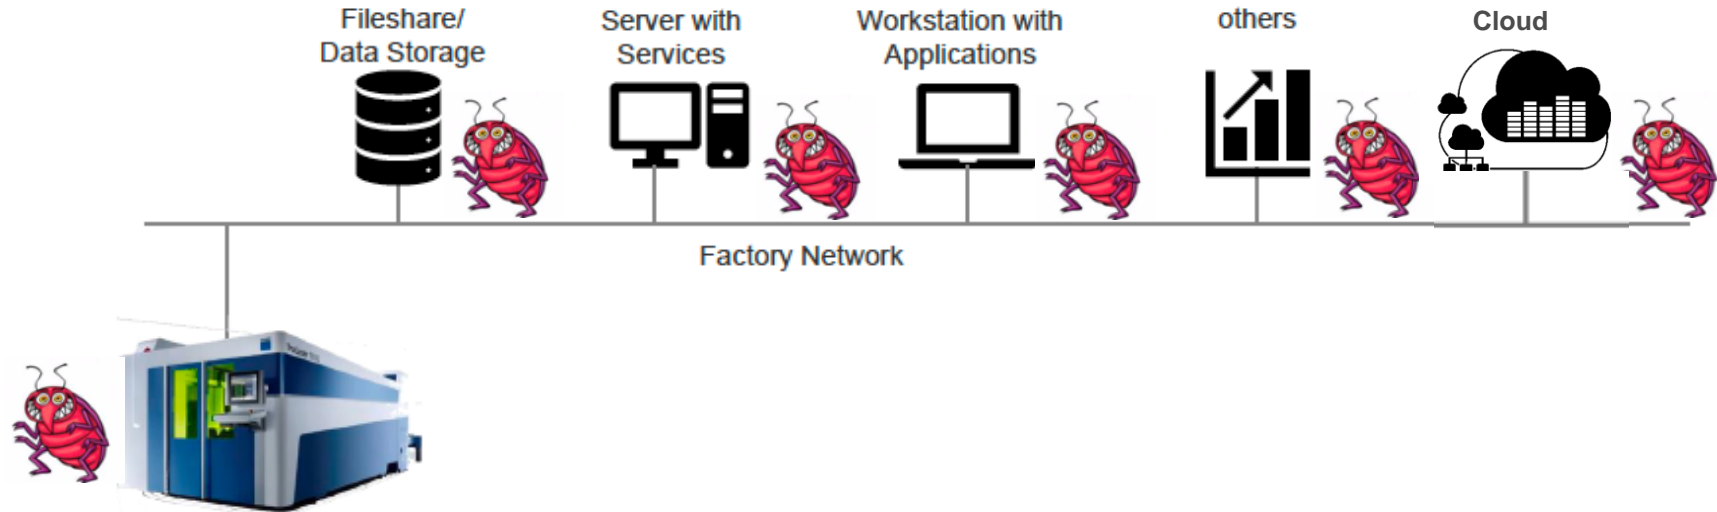 Fileshare/
Data Storage
Server with
Services
Workstation with
Applications
others
Cloud
Factory Network